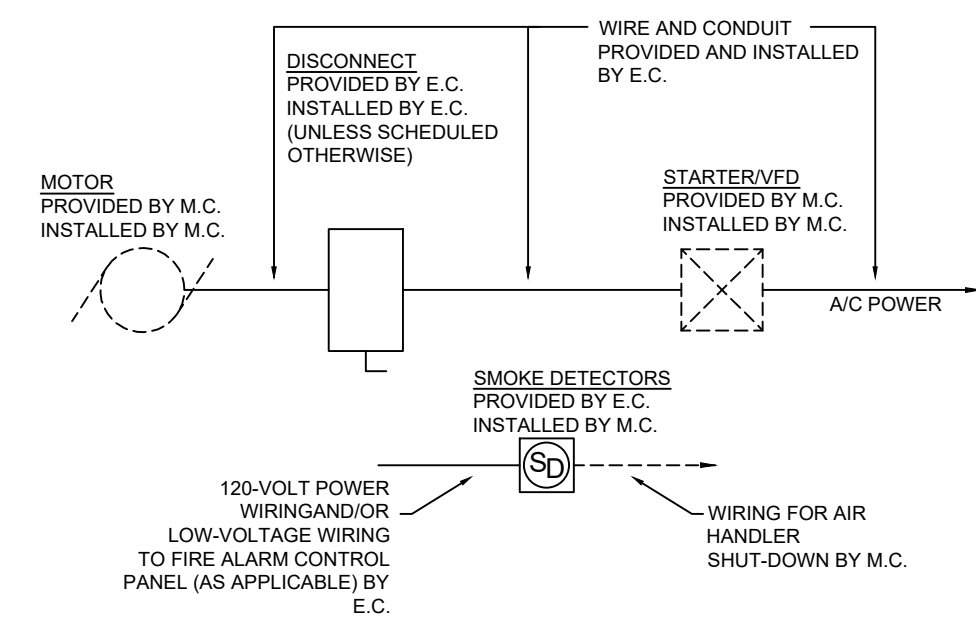 WIRE AND CONDUIT
PROVIDED AND INSTALLED
BY E.C.
DISCONNECT
PROVIDED BY E.C.
INSTALLED BY E.C.
(UNLESS SCHEDULED
OTHERWISE)
MOTOR
PROVIDED BY M.C.
INSTALLED BY M.C.
STARTER/VFD
PROVIDED BY M.C.
INSTALLED BY M.C.
A/C POWER
SMOKE DETECTORS
PROVIDED BY E.C.
INSTALLED BY M.C.
SD
120-VOLT POWER
WIRINGAND/OR
LOW-VOLTAGE WIRING
TO FIRE ALARM CONTROL
PANEL (AS APPLICABLE) BY
E.C.
WIRING FOR AIR
HANDLER
SHUT-DOWN BY M.C.